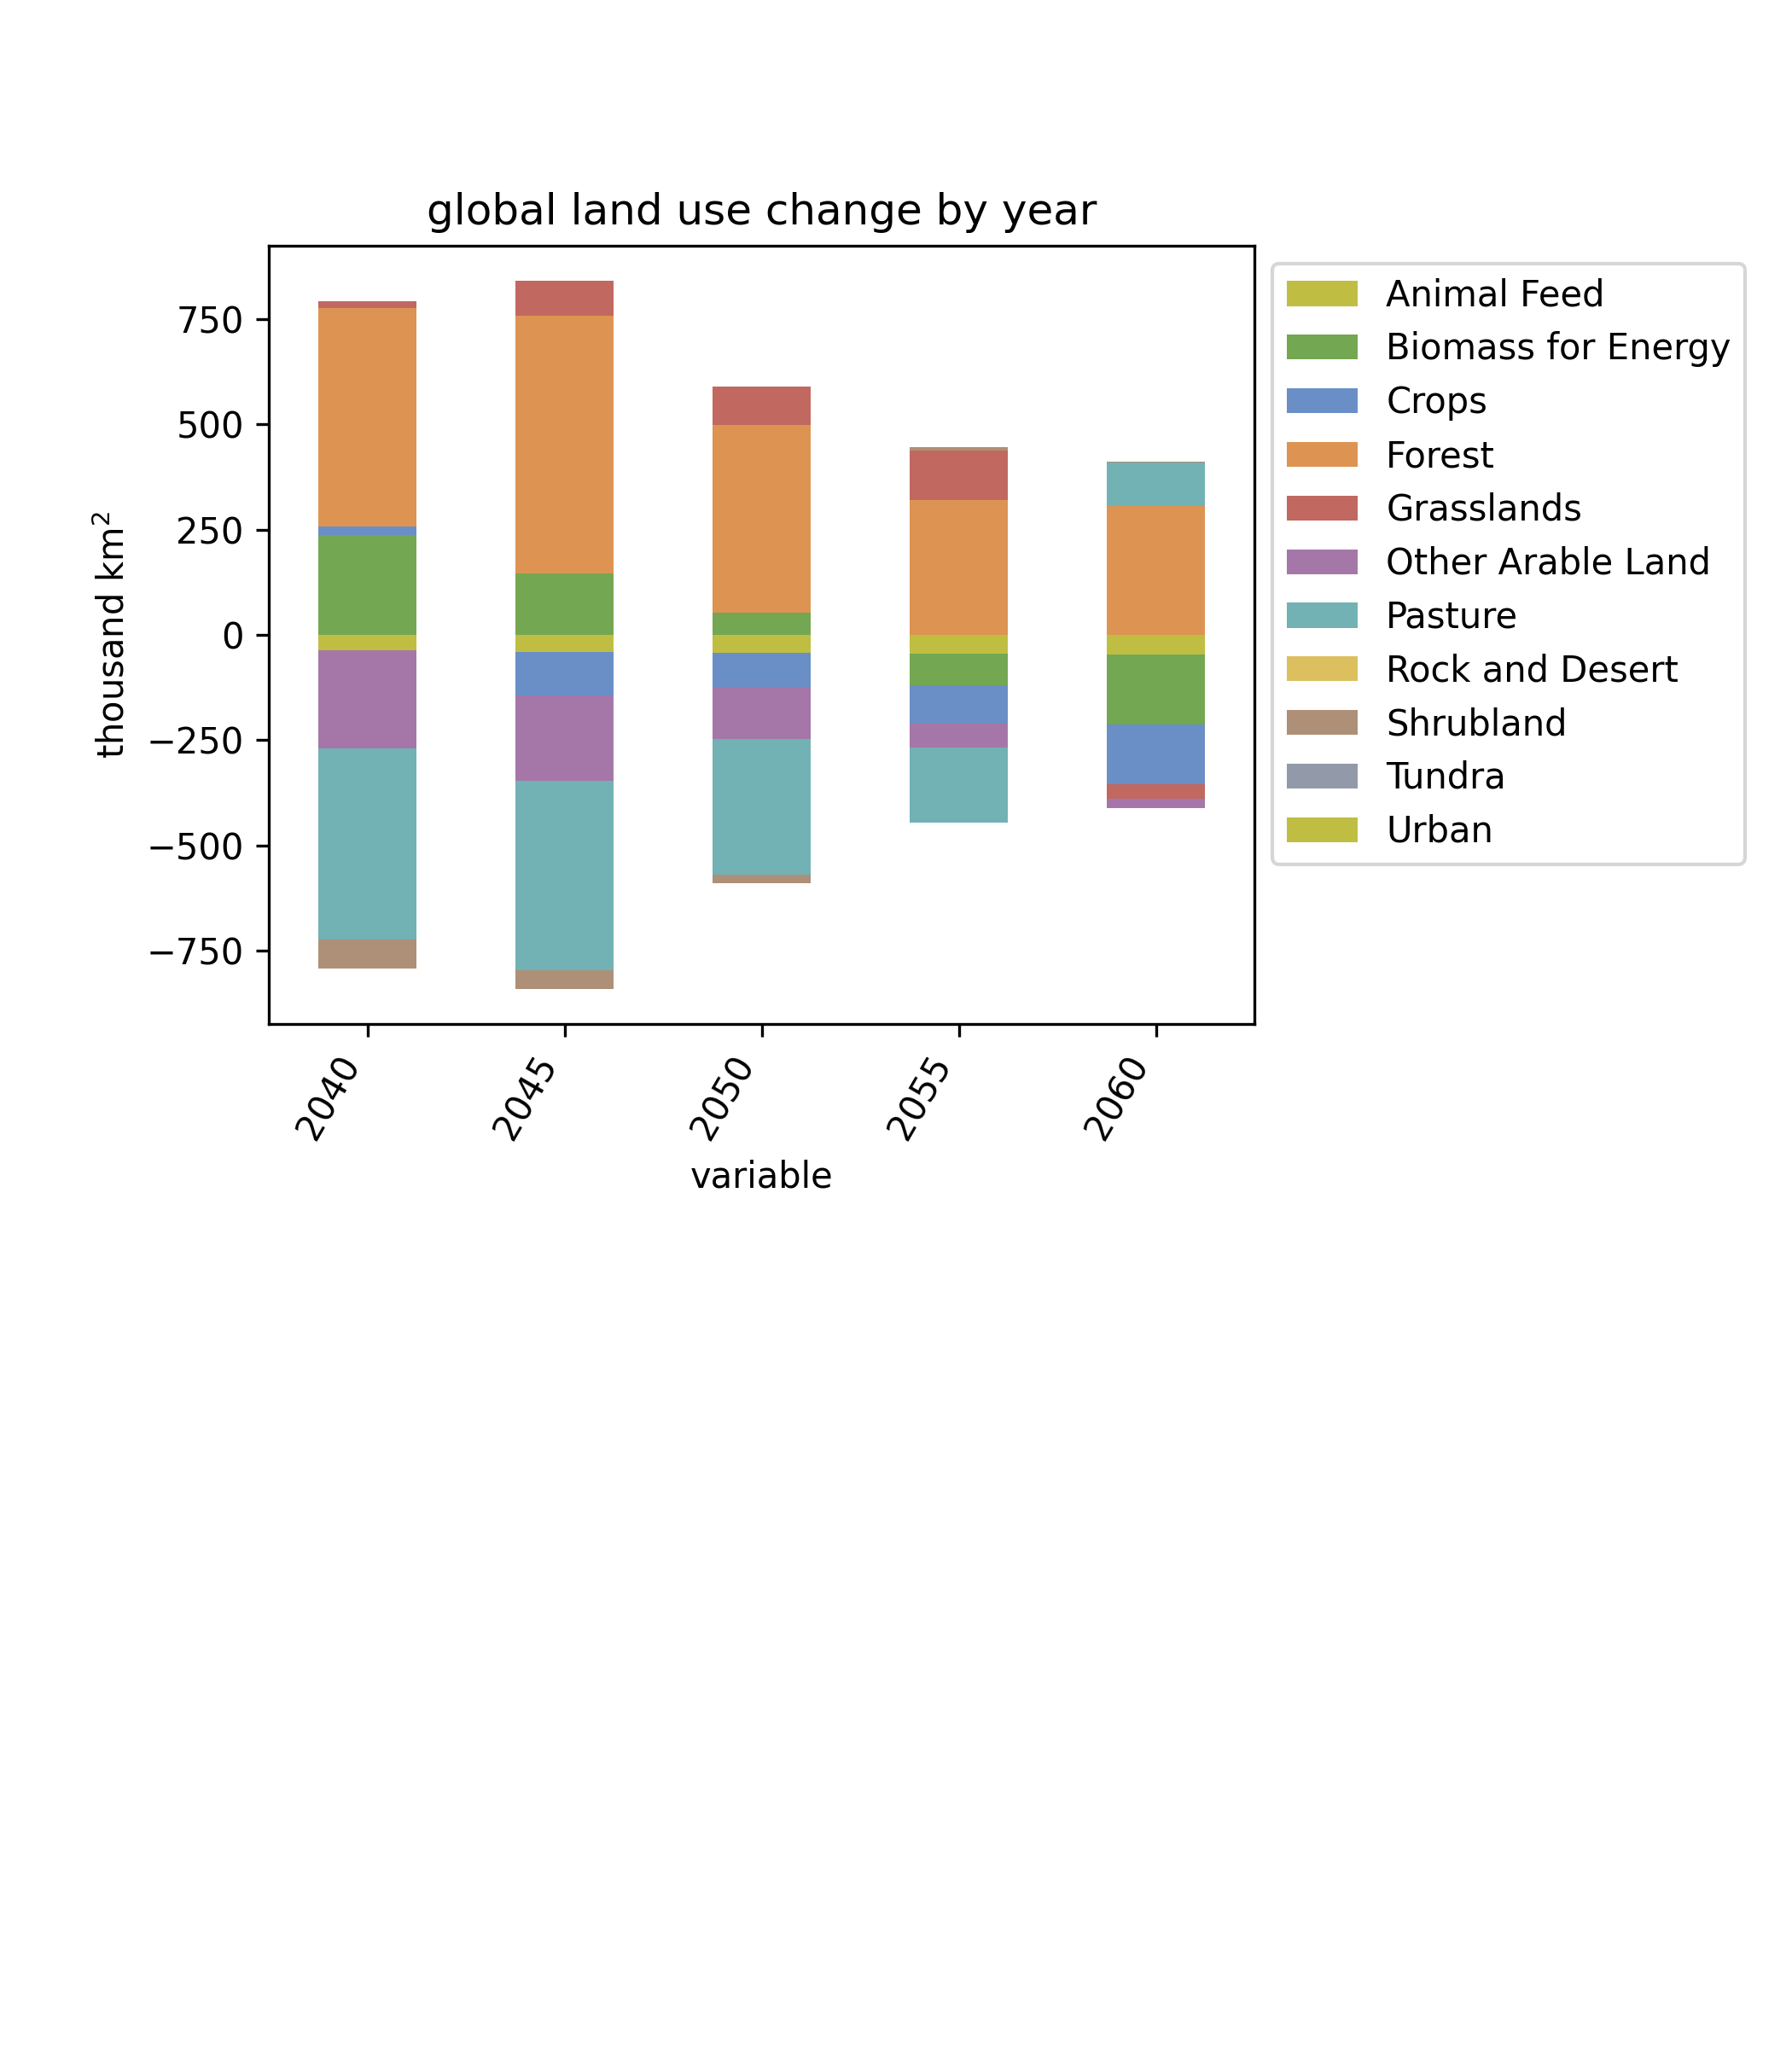 global land use change by year
thousand km²
750
500
250
0
−250
−500
−750
2040
2045
2050
2055
2060
variable
Animal Feed
Biomass for Energy
Crops
Forest
Grasslands
Other Arable Land
Pasture
Rock and Desert
Shrubland
Tundra
Urban